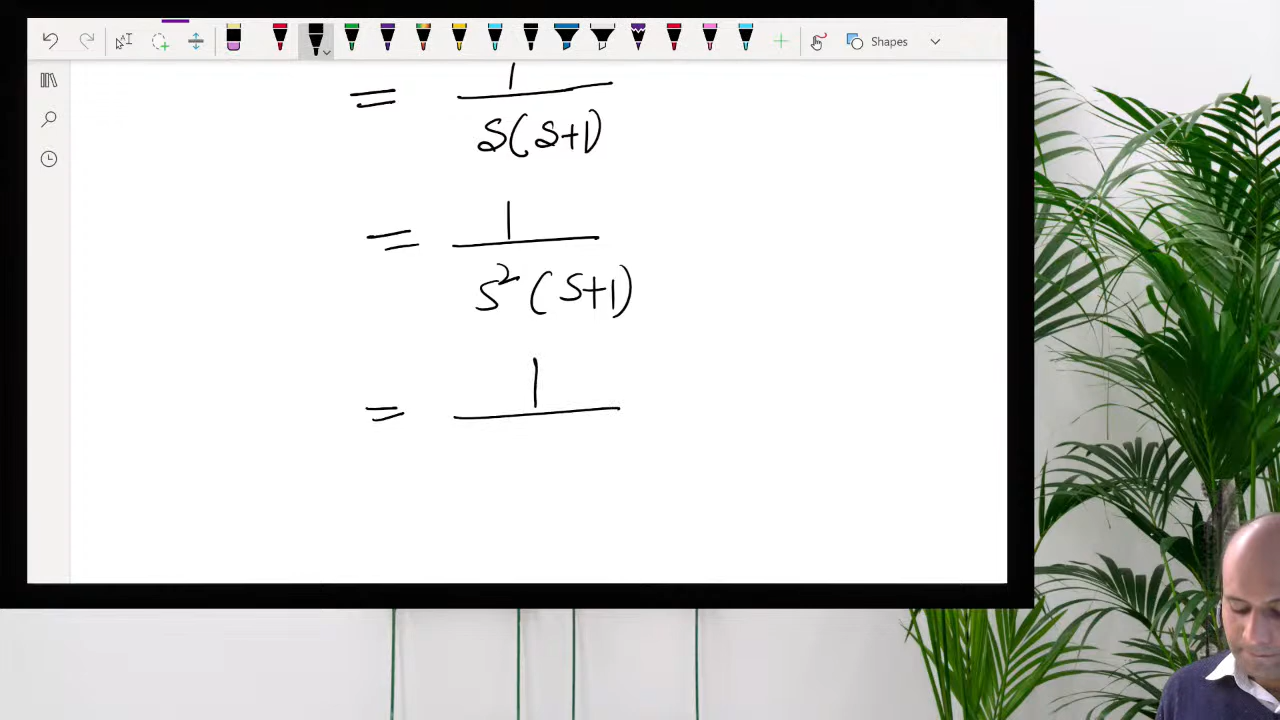 Shapes
= 1
S(S+1)
= 1
S² (S+1)
= 1